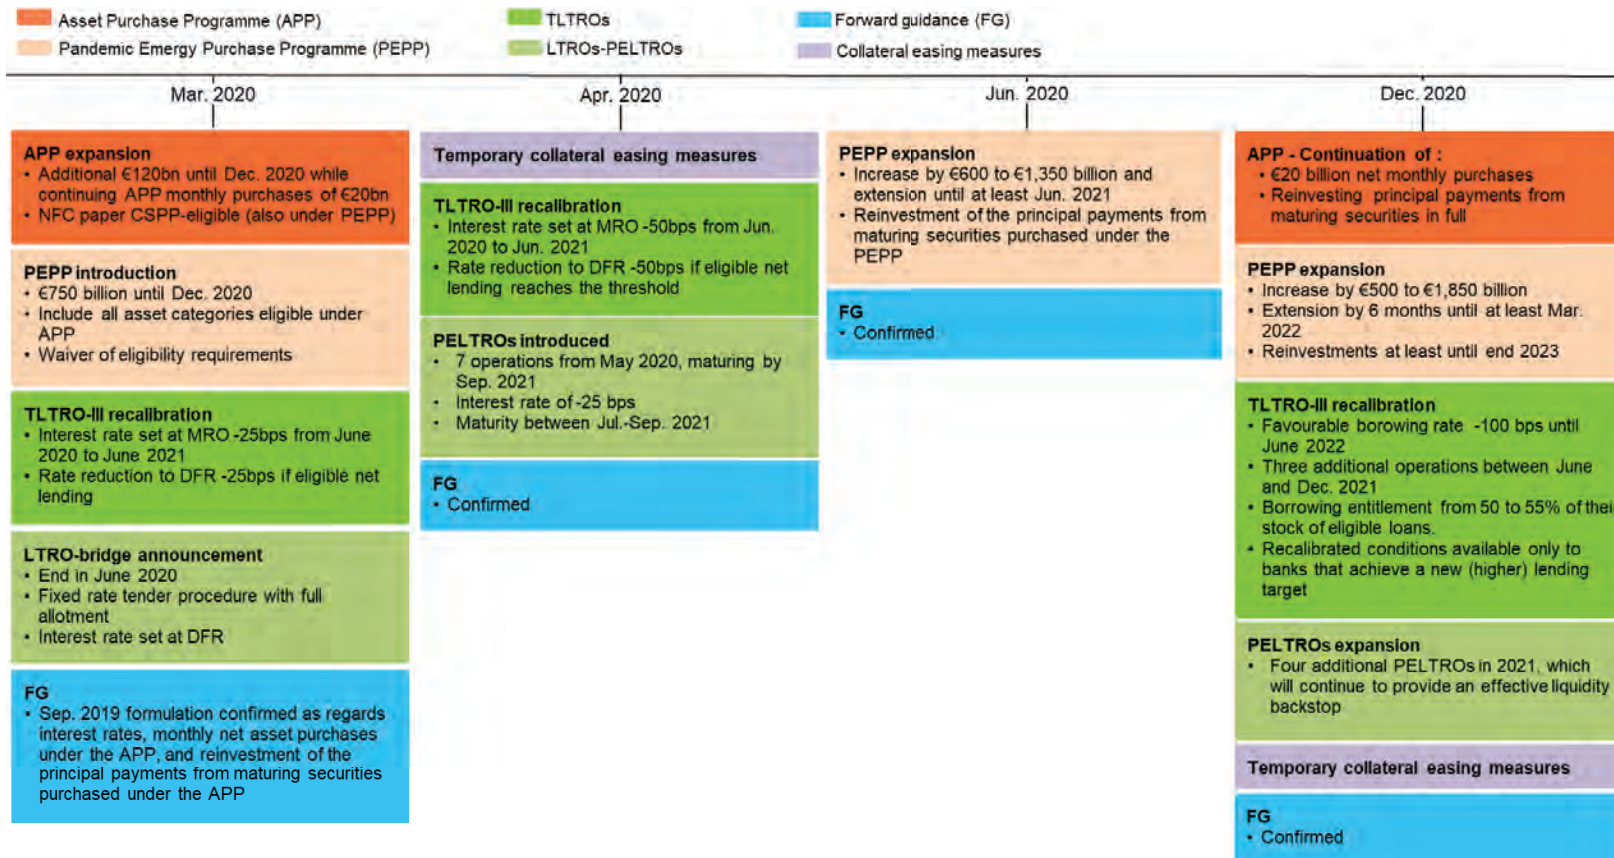 Asset Purchase Programme (APP)
Pandemic Emergency Purchase Programme (PEPP)
TLTROs
LTROs-PELTROs
Forward guidance (FG)
Collateral easing measures
Mar. 2020
Apr. 2020
Jun. 2020
Dec. 2020
APP expansion
• Additional €120bn until Dec. 2020 while
continuing APP monthly purchases of €20bn
• NFC paper CSPP-eligible (also under PEPP)
PEPP introduction
• €750 billion until Dec. 2020
• Include all asset categories eligible under
APP
• Waiver of eligibility requirements
TLTRO-III recalibration
• Interest rate set at MRO -25bps from June
2020 to June 2021
• Rate reduction to DFR -25bps if eligible net
lending
LTRO-bridge announcement
• End in June 2020
• Fixed rate tender procedure with full
allotment
• Interest rate set at DFR
FG
• Sep. 2019 formulation confirmed as regards
interest rates, monthly net asset purchases
under the APP, and reinvestment of the
principal payments from maturing securities
purchased under the APP
Temporary collateral easing measures
TLTRO-III recalibration
• Interest rate set at MRO -50bps from Jun.
2020 to Jun. 2021
• Rate reduction to DFR -50bps if eligible net
lending reaches the threshold
PELTROs introduced
• 7 operations from May 2020, maturing by
Sep. 2021
• Interest rate of -25 bps
• Maturity between Jul.-Sep. 2021
FG
• Confirmed
PEPP expansion
• Increase by €600 to €1,350 billion and
extension until at least Jun. 2021
• Reinvestment of the principal payments from
maturing securities purchased under the
PEPP
FG
• Confirmed
APP - Continuation of :
• €20 billion net monthly purchases
• Reinvesting principal payments from
maturing securities in full
PEPP expansion
• Increase by €500 to €1,850 billion
• Extension by 6 months until at least Mar.
2022
• Reinvestments at least until end 2023
TLTRO-III recalibration
• Favourable borrowing rate -100 bps until
June 2022
• Three additional operations between June
and Dec. 2021
• Borrowing entitlement from 50 to 55% of their
stock of eligible loans.
• Recalibrated conditions available only to
banks that achieve a new (higher) lending
target
PELTROs expansion
• Four additional PELTROs in 2021, which
will continue to provide an effective liquidity
backstop
Temporary collateral easing measures
FG
• Confirmed